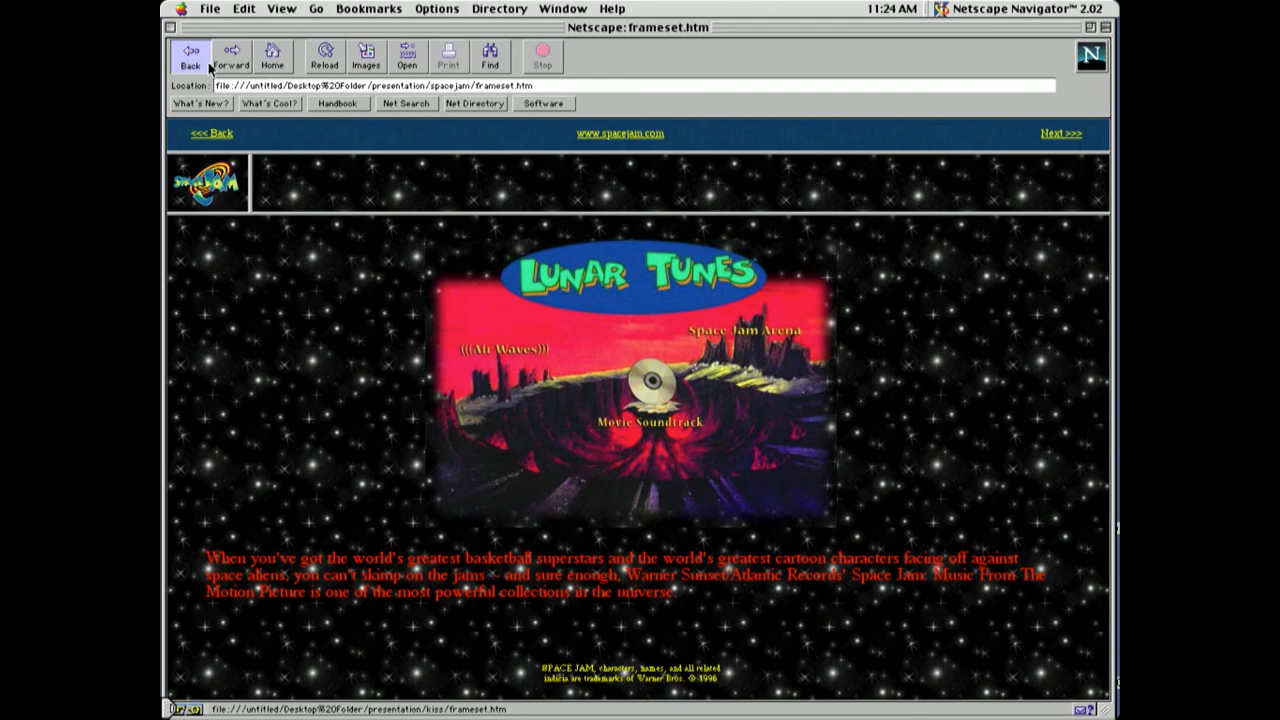 File Edit View Go Bookmarks Options Directory Window Help 11:24 AM Netscape Navigator™ 2.02
Netscape: frameset.htm
Back Forward Home Reload Images Open Print Find Stop
N
Location: file:///untitled/Desktop%20Folder/presentation/spacejam/frameset.htm
What's New? What's Cool? Handbook Net Search Net Directory Software
<<< Back www.spacejam.com Next >>>
SPACE JAM
LUNAR TUNES
Space Jam Arena
(((Air Waves)))
Movie Soundtrack
When you've got the world's greatest basketball superstars and the world's greatest cartoon characters facing off against
space aliens, you can't skimp on the jams -- and sure enough, Warner Sunset/Atlantic Records' Space Jam: Music From The
Motion Picture is one of the most powerful collections in the universe.
SPACE JAM, characters, names, and all related
indicia are trademarks of Warner Bros. © 1996
file:///untitled/Desktop%20Folder/presentation/kiss/frameset.htm